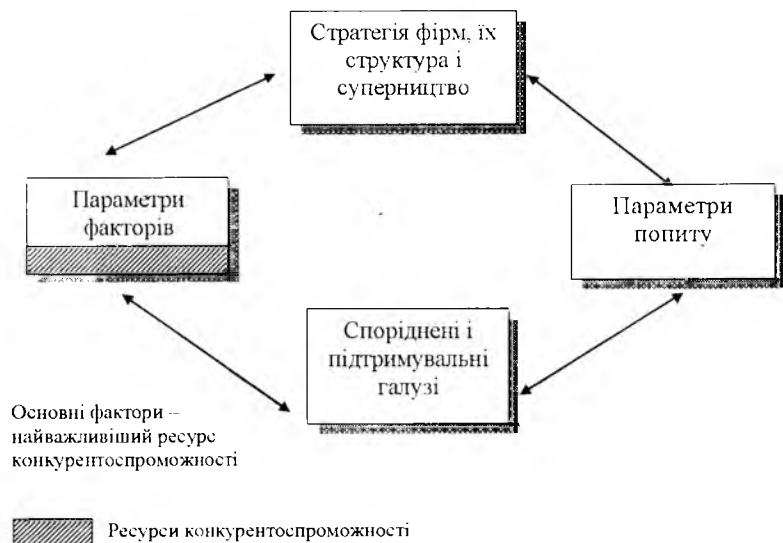 Стратегія фірм, їх
структура і
суперництво
Параметри
факторів
Параметри
попиту
Споріднені і
підтримувальні
галузі
Основні фактори –
найважливіший ресурс
конкурентоспроможності
Ресурси конкурентоспроможності